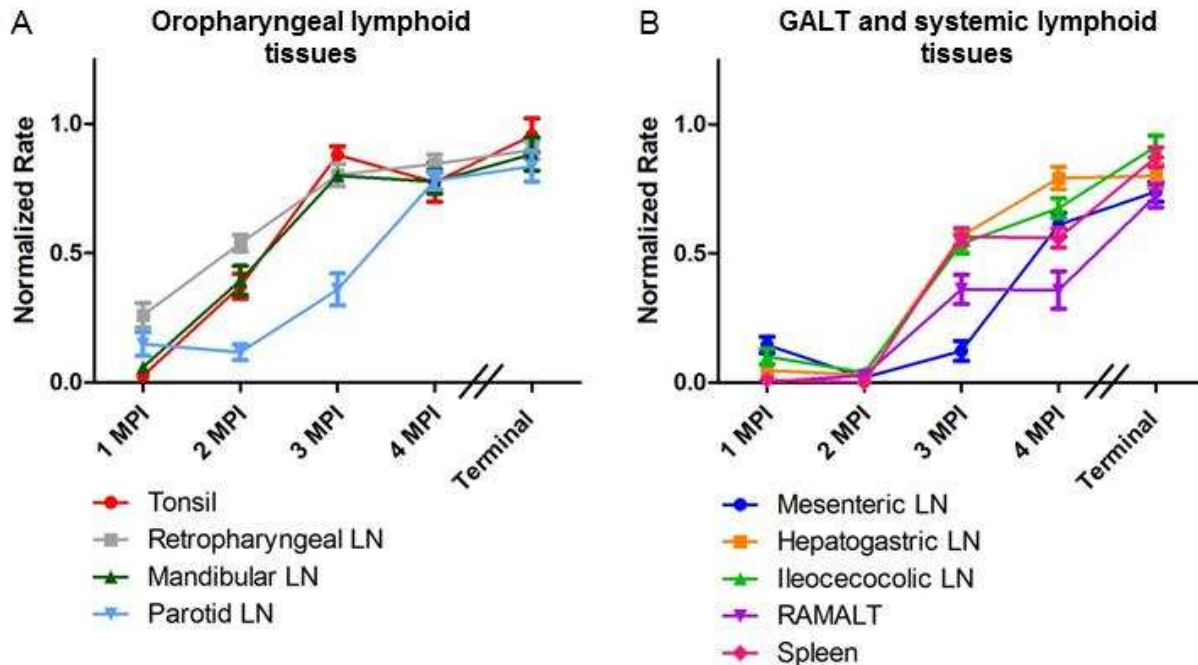 A
Oropharyngeal lymphoid
tissues
Normalized Rate
1.0
0.5
0.0
1 MPI
2 MPI
3 MPI
4 MPI
Terminal
Tonsil
Retropharyngeal LN
Mandibular LN
Parotid LN
B
GALT and systemic lymphoid
tissues
Normalized Rate
1.0
0.5
0.0
1 MPI
2 MPI
3 MPI
4 MPI
Terminal
Mesenteric LN
Hepatogastric LN
Ileocecocolic LN
RAMALT
Spleen